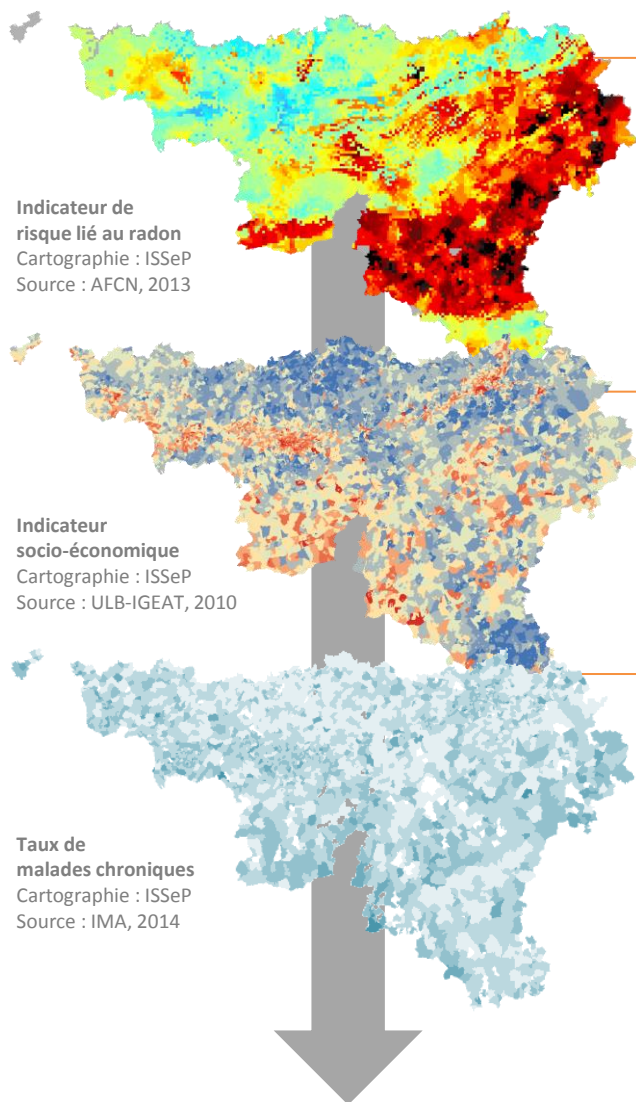 Indicateur de
risque lié au radon
Cartographie : ISSeP
Source : AFCN, 2013
Indicateur
socio-économique
Cartographie : ISSeP
Source : ULB-IGEAT, 2010
Taux de
malades chroniques
Cartographie : ISSeP
Source : IMA, 2014